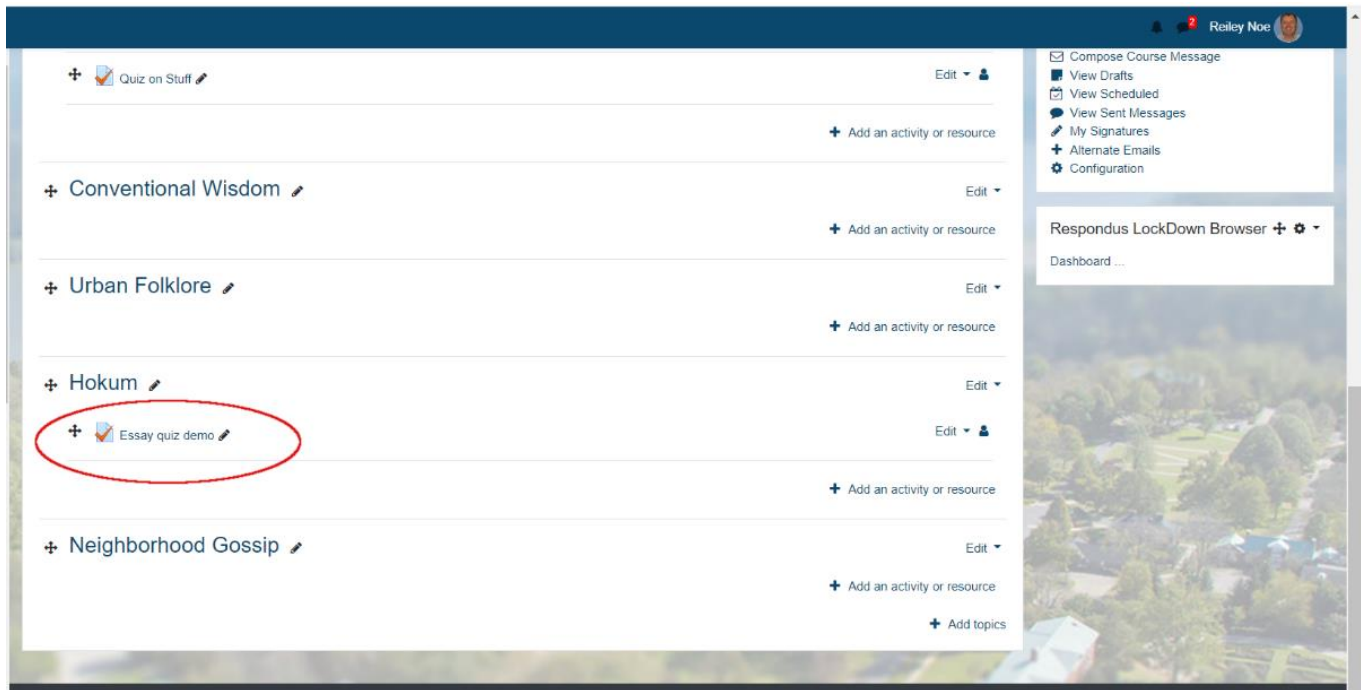 2
Reiley Noe
Quiz on Stuff
Edit
Add an activity or resource
Conventional Wisdom
Edit
Add an activity or resource
Urban Folklore
Edit
Add an activity or resource
Hokum
Edit
Essay quiz demo
Edit
Add an activity or resource
Neighborhood Gossip
Edit
Add an activity or resource
Add topics
Compose Course Message
View Drafts
View Scheduled
View Sent Messages
My Signatures
Alternate Emails
Configuration
Respondus LockDown Browser
Dashboard ...